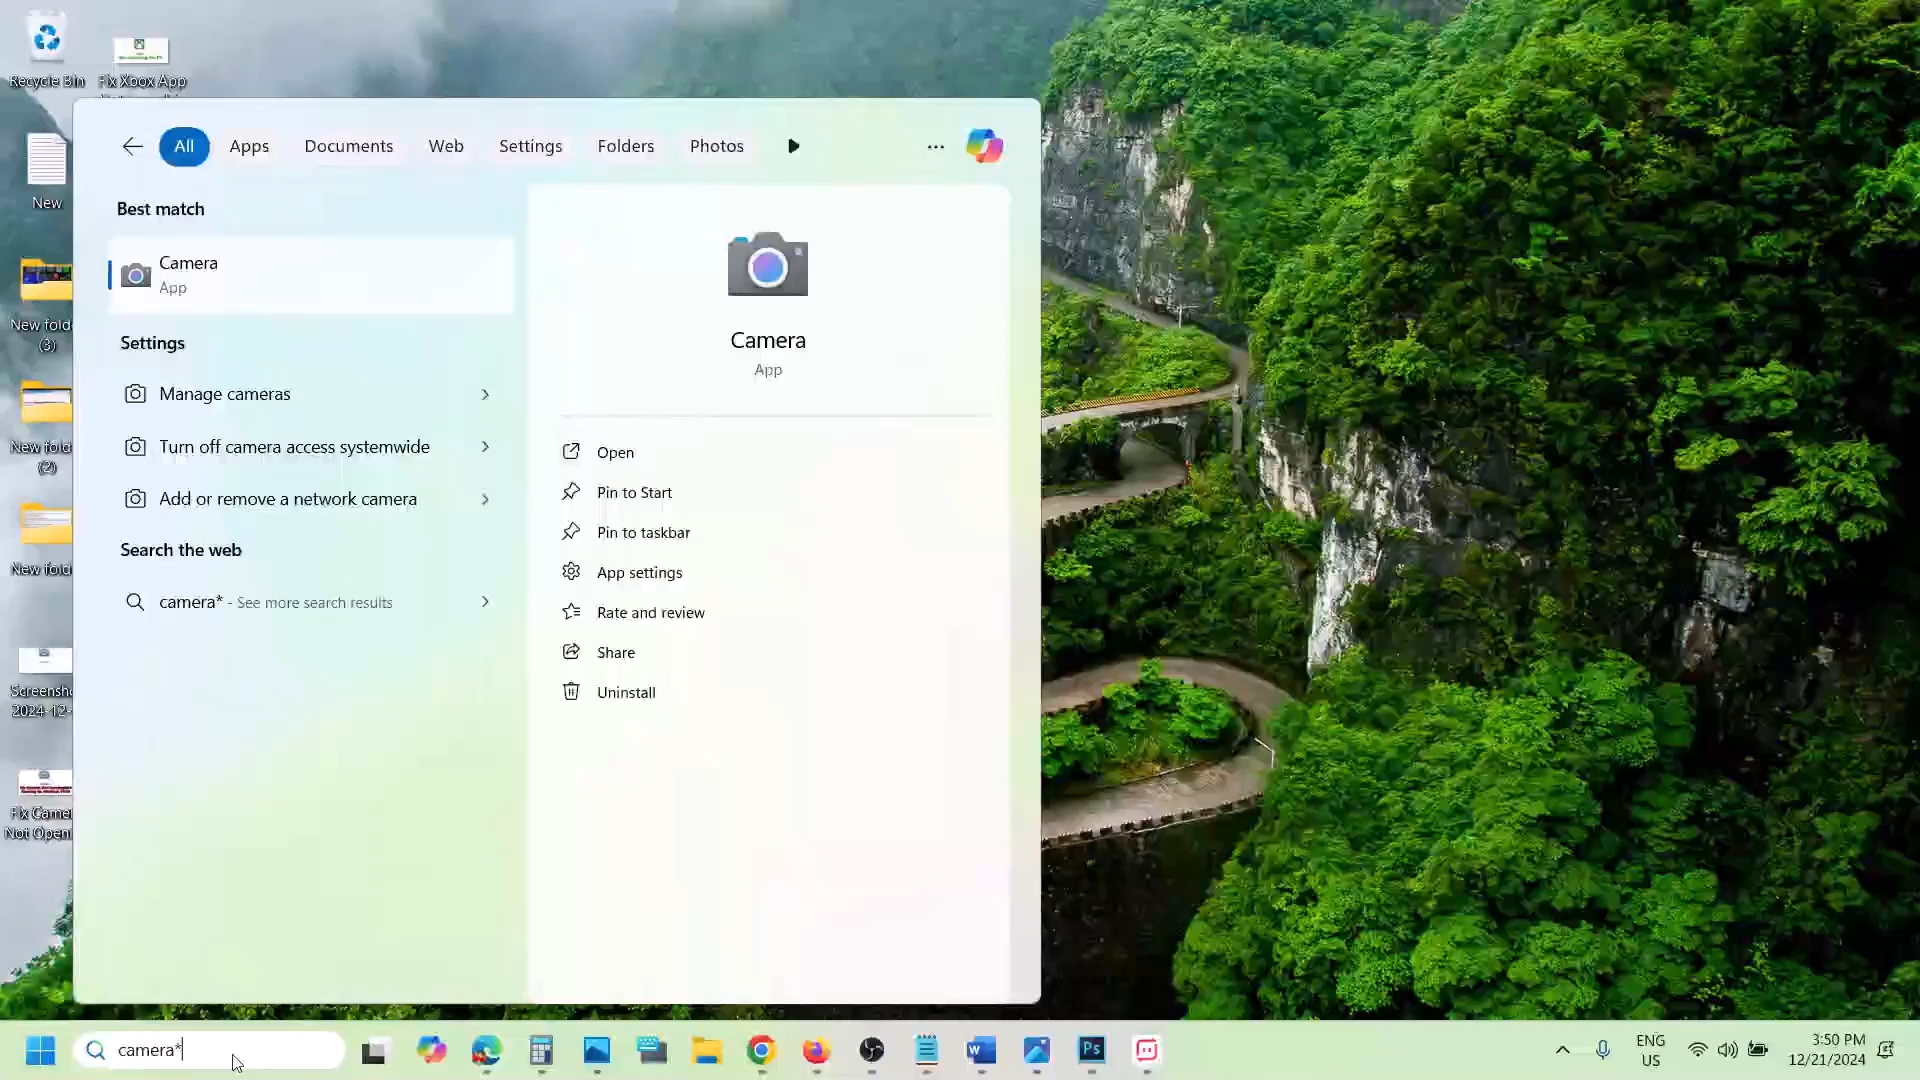 Recycle Bin
Fix Xbox App
New
New fold
(3)
New fold
(2)
New fold
Screensh
2024-12-
Fix Camer
Not Openi
All
Apps
Documents
Web
Settings
Folders
Photos
Best match
Camera
App
Settings
Manage cameras
Turn off camera access systemwide
Add or remove a network camera
Search the web
camera* - See more search results
Camera
App
Open
Pin to Start
Pin to taskbar
App settings
Rate and review
Share
Uninstall
camera*
Ps
ENG
US
3:50 PM
12/21/2024